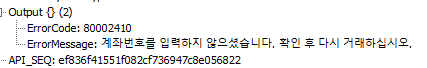 Output {} (2)
ErrorCode: 80002410
ErrorMessage: 계좌번호를 입력하지 않으셨습니다. 확인 후 다시 거래하십시오.
API_SEQ: ef836f41551f082cf736947c8e056822